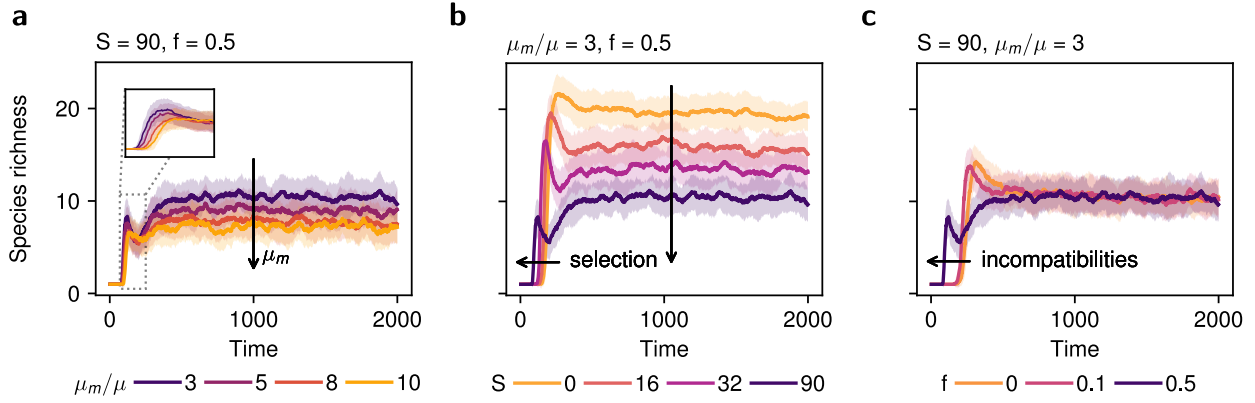 a
S = 90, f = 0.5
Species richness
20
10
0
μm
0 1000 2000
Time
μm/μ 3 5 8 10
b
μm/μ = 3, f = 0.5
selection
0 1000 2000
Time
S 0 16 32 90
c
S = 90, μm/μ = 3
incompatibilities
0 1000 2000
Time
f 0 0.1 0.5